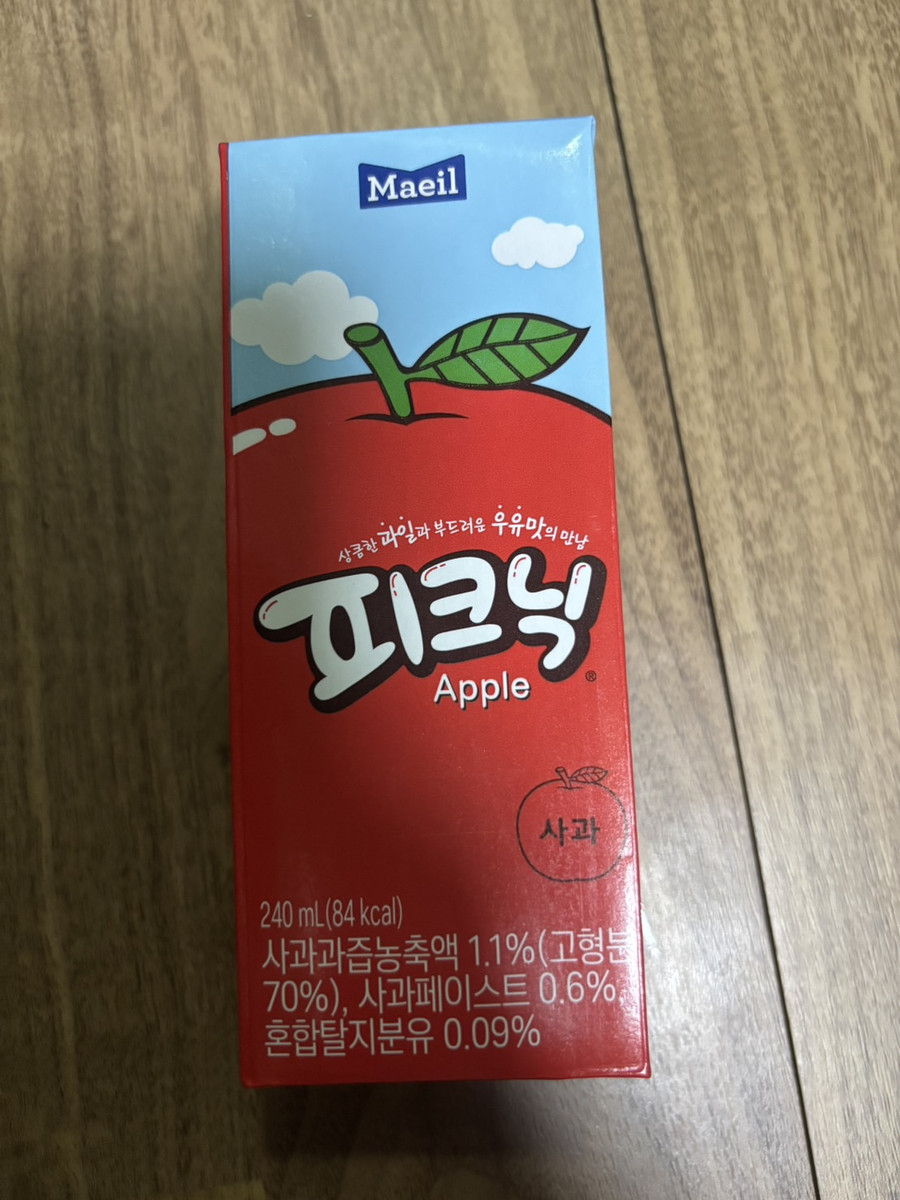 Maeil
상큼한 과일과 부드러운 우유맛의 만남
피크닉
®
Apple
사과
240 mL(84 kcal)
사과과즙농축액 1.1%(고형분
70%), 사과페이스트 0.6%,
혼합탈지분유 0.09%